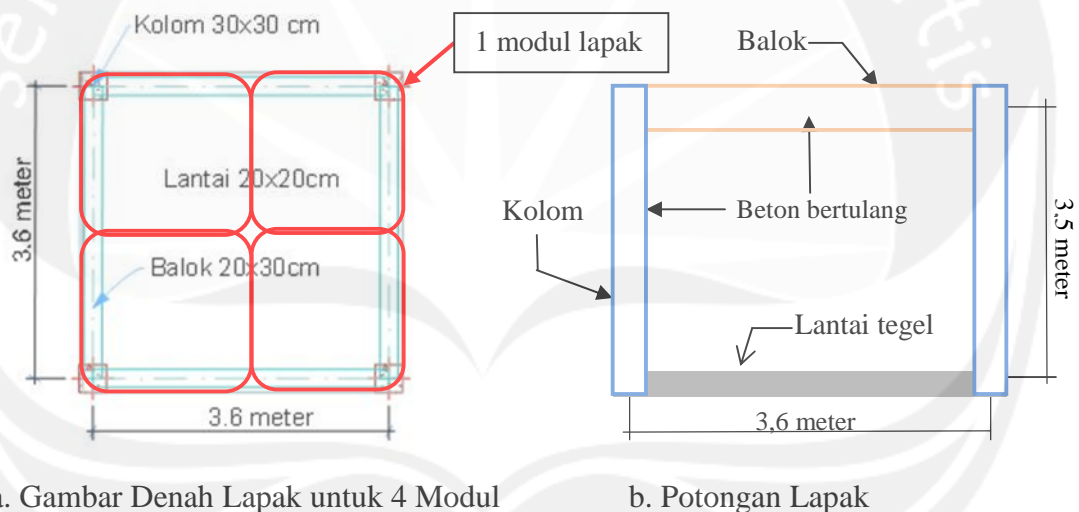 Kolom 30x30 cm
1 modul lapak
3.6 meter
Lantai 20x20cm
Balok 20x30cm
3.6 meter
Balok
Kolom
Beton bertulang
3,5 meter
Lantai tegel
3,6 meter
a. Gambar Denah Lapak untuk 4 Modul
b. Potongan Lapak